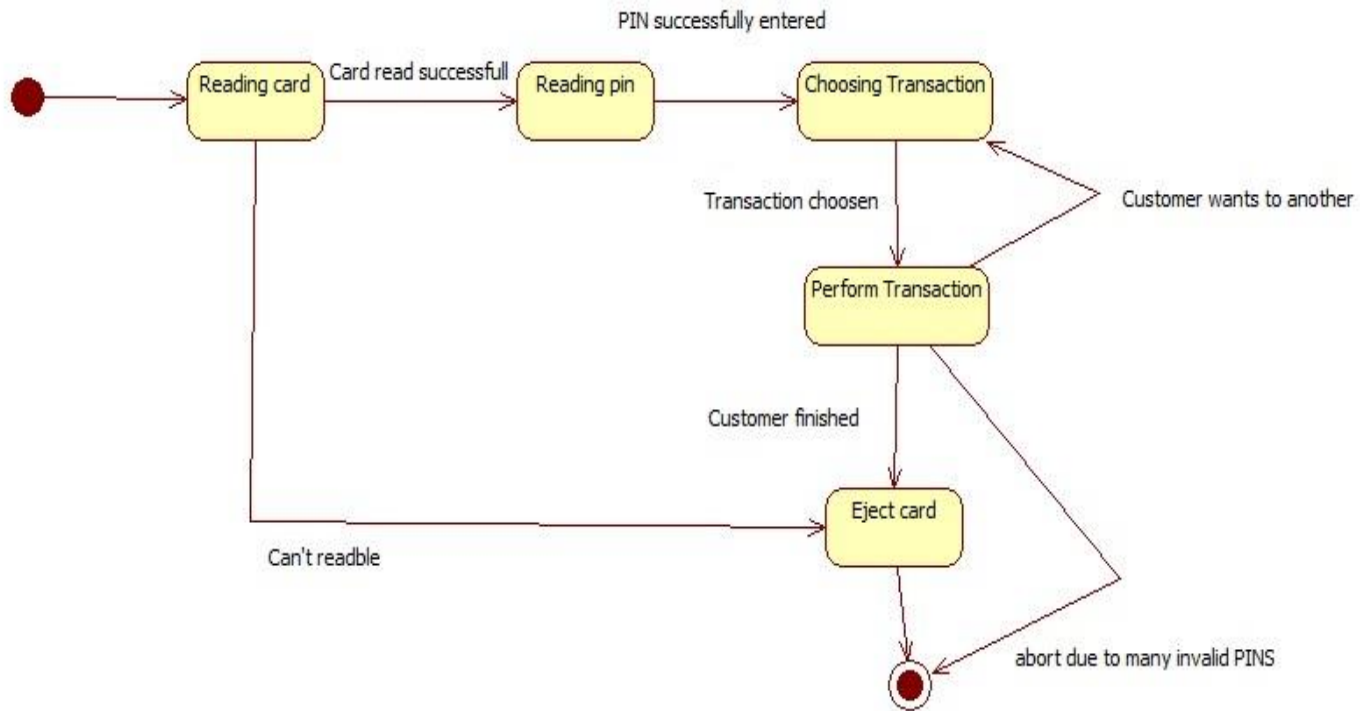 PIN successfully entered
Reading card
Card read successfull
Reading pin
Choosing Transaction
Transaction choosen
Customer wants to another
Perform Transaction
Customer finished
Eject card
Can't readble
abort due to many invalid PINS